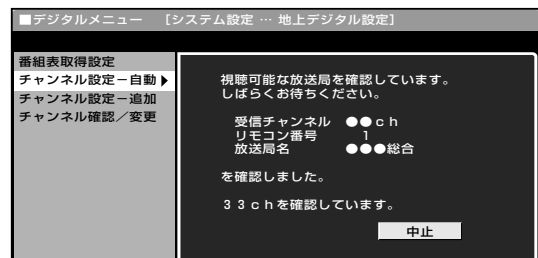 ■デジタルメニュー [システム設定 … 地上デジタル設定]
番組表取得設定
チャンネル設定－自動▶
チャンネル設定－追加
チャンネル確認／変更
視聴可能な放送局を確認しています。
しばらくお待ちください。
受信チャンネル ●●ｃｈ
リモコン番号 1
放送局名 ●●●総合
を確認しました。
３３ｃｈを確認しています。
中止